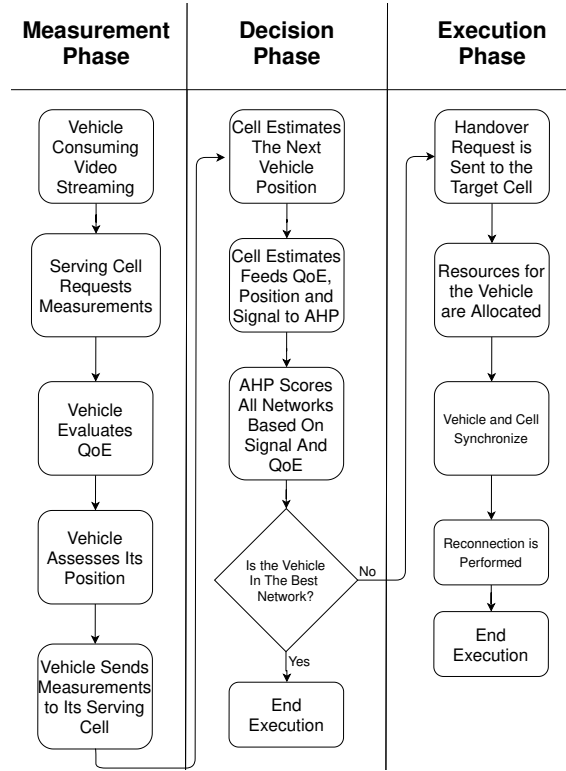 Measurement
Phase
Vehicle
Consuming
Video
Streaming
Serving Cell
Requests
Measurements
Vehicle
Evaluates
QoE
Vehicle
Assesses Its
Position
Vehicle Sends
Measurements
to Its Serving
Cell
Decision
Phase
Cell Estimates
The Next
Vehicle
Position
Cell Estimates
Feeds QoE,
Position and
Signal to AHP
AHP Scores
All Networks
Based On
Signal And
QoE
Is the Vehicle
In The Best
Network?
No
Yes
End
Execution
Execution
Phase
Handover
Request is
Sent to the
Target Cell
Resources for
the Vehicle
are Allocated
Vehicle and Cell
Synchronize
Reconnection is
Performed
End
Execution